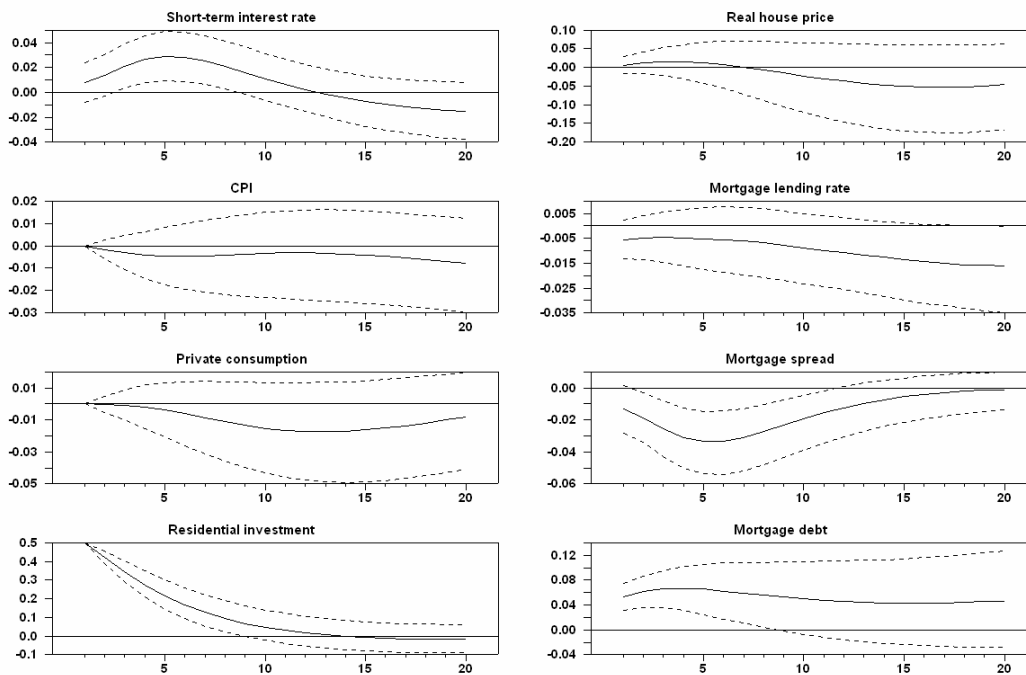 Short-term interest rate
0.04
0.02
0.00
-0.02
-0.04
5 10 15 20
Real house price
0.10
0.05
-0.00
-0.05
-0.10
-0.15
-0.20
5 10 15 20
CPI
0.02
0.01
0.00
-0.01
-0.02
-0.03
5 10 15 20
Mortgage lending rate
0.005
-0.005
-0.015
-0.025
-0.035
5 10 15 20
Private consumption
0.01
-0.01
-0.03
-0.05
5 10 15 20
Mortgage spread
0.00
-0.02
-0.04
-0.06
5 10 15 20
Residential investment
0.5
0.4
0.3
0.2
0.1
0.0
-0.1
5 10 15 20
Mortgage debt
0.12
0.08
0.04
0.00
-0.04
5 10 15 20